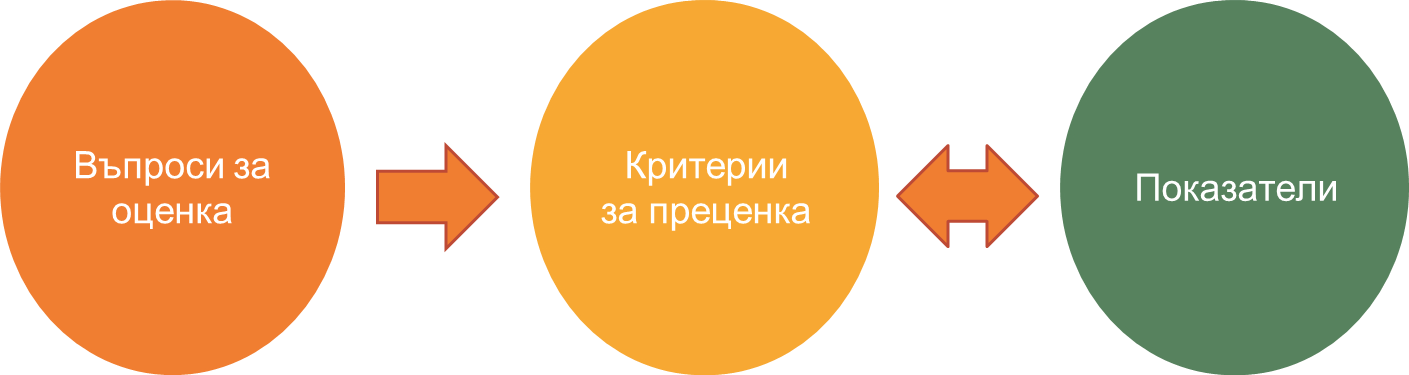 Въпроси за
оценка
Критерии
за преценка
Показатели